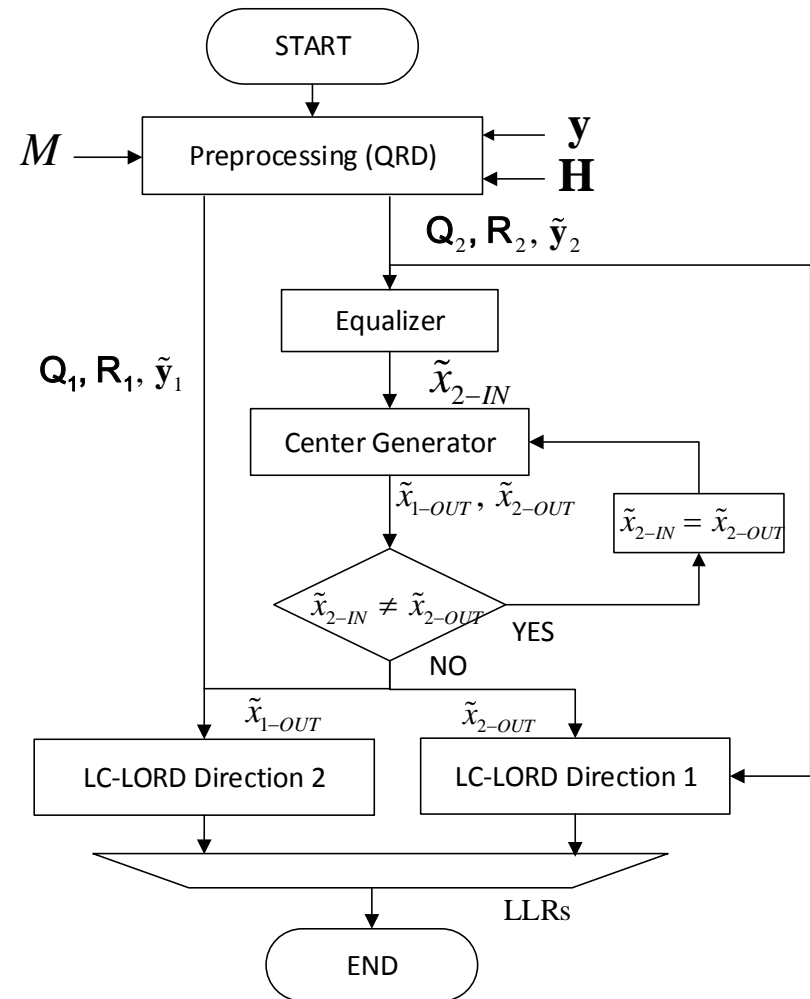 START
M
Preprocessing (QRD)
y
H
Q₂, R₂, ỹ₂
Equalizer
Q₁, R₁, ỹ₁
x̃₂₋IN
Center Generator
x̃₁₋OUT , x̃₂₋OUT
x̃₂₋IN = x̃₂₋OUT
x̃₂₋IN ≠ x̃₂₋OUT
YES
NO
x̃₁₋OUT
x̃₂₋OUT
LC-LORD Direction 2
LC-LORD Direction 1
LLRs
END